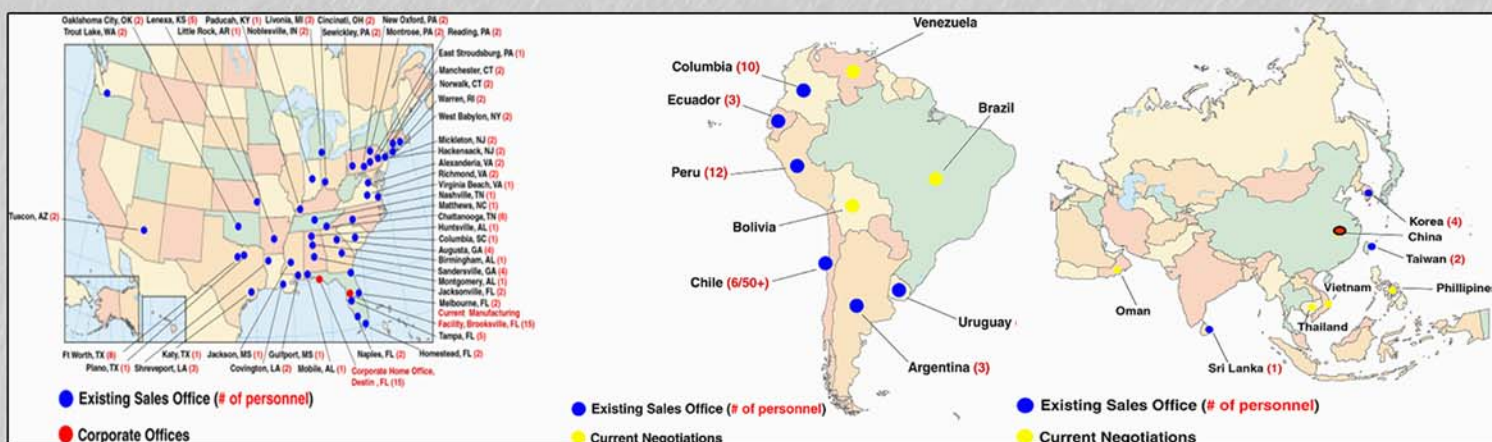 Oaklahoma City, OK (2) Lenexa, KS (5) Paducah, KY (1) Livonia, MI (3) Cincinati, OH (2) New Oxford, PA (2)
Trout Lake, WA (2) Little Rock, AR (1) Noblesville, IN (2) Sewickley, PA (2) Montrose, PA (2) Reading, PA (2)
East Stroudsburg, PA (1)
Manchester, CT (2)
Norwalk, CT (2)
Warren, RI (2)
West Babylon, NY (2)
Mickleton, NJ (2)
Hackensack, NJ (2)
Alexanderia, VA (2)
Richmond, VA (2)
Virginia Beach, VA (1)
Nashville, TN (1)
Matthews, NC (1)
Chattanooga, TN (6)
Huntsville, AL (1)
Columbia, SC (1)
Augusta, GA (4)
Birmingham, AL (1)
Sandersville, GA (4)
Montgomery, AL (1)
Jacksonville, FL (2)
Melbourne, FL (2)
Current Manufacturing
Facility, Brooksville, FL (15)
Tampa, FL (5)
Tuscon, AZ (2)
Ft Worth, TX (8) Katy, TX (1) Jackson, MS (1) Gulfport, MS (1) Naples, FL (2) Homestead, FL (2)
Plano, TX (1) Shreveport, LA (3) Covington, LA (2) Mobile, AL (1) Corporate Home Office,
Destin , FL (15)
Existing Sales Office (# of personnel)
Corporate Offices
Venezuela
Columbia (10)
Ecuador (3)
Brazil
Peru (12)
Bolivia
Chile (6/50+)
Uruguay
Argentina (3)
Existing Sales Office (# of personnel)
Current Negotiations
Korea (4)
China
Taiwan (2)
Vietnam
Phillipine
Oman
Thailand
Sri Lanka (1)
Existing Sales Office (# of personnel)
Current Negotiations